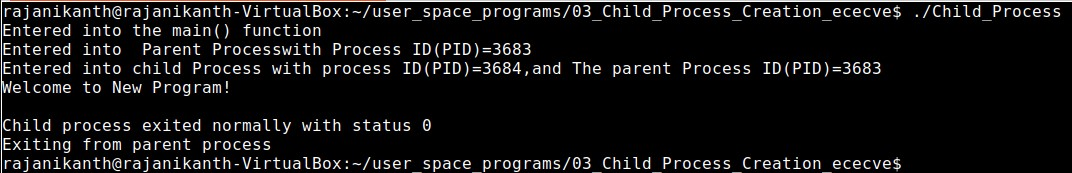 rajanikanth@rajanikanth-VirtualBox:~/user_space_programs/03_Child_Process_Creation_ececve$ ./Child_Process
Entered into the main() function
Entered into  Parent Processwith Process ID(PID)=3683
Entered into child Process with process ID(PID)=3684,and The parent Process ID(PID)=3683
Welcome to New Program!
Child process exited normally with status 0
Exiting from parent process
rajanikanth@rajanikanth-VirtualBox:~/user_space_programs/03_Child_Process_Creation_ececve$